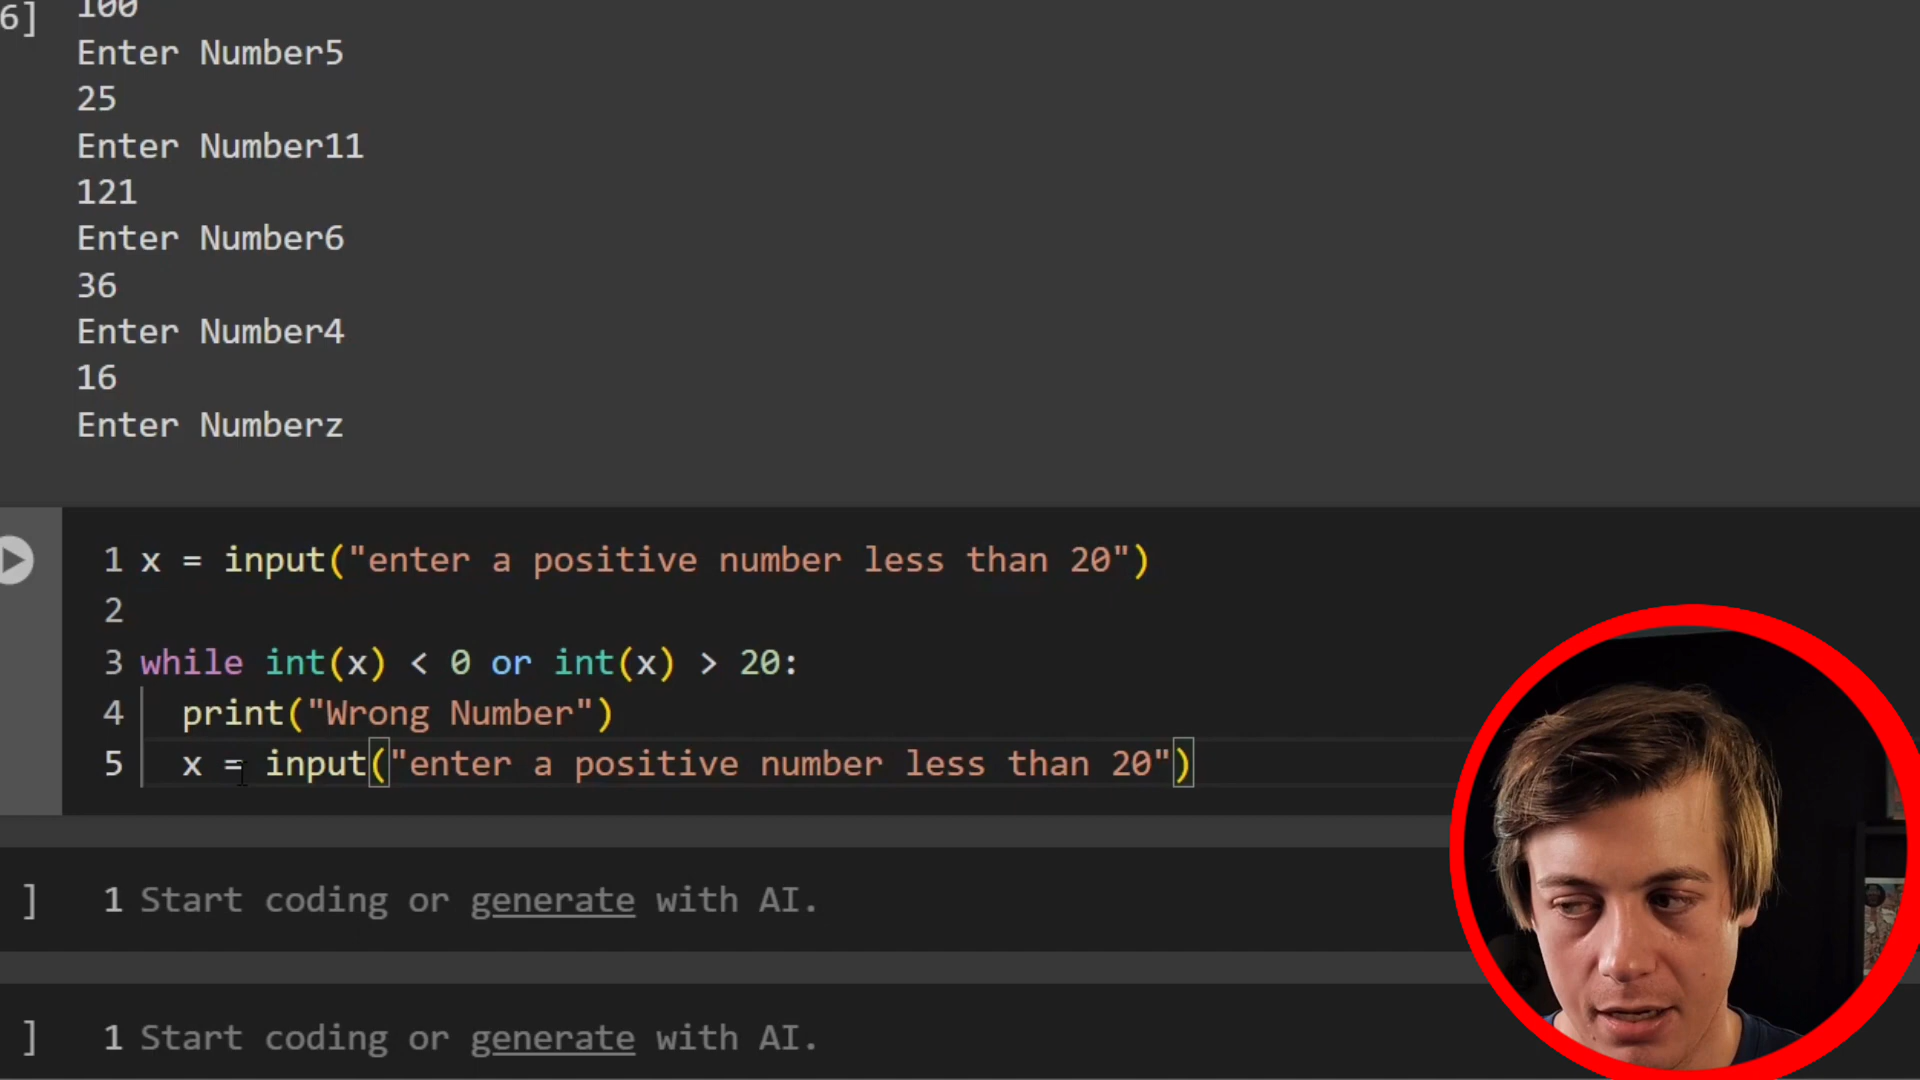 6]
100
Enter Number5
25
Enter Number11
121
Enter Number6
36
Enter Number4
16
Enter Numberz
1 x = input("enter a positive number less than 20")
2
3 while int(x) < 0 or int(x) > 20:
4 print("Wrong Number")
5 x = input("enter a positive number less than 20")
] 1 Start coding or generate with AI.
] 1 Start coding or generate with AI.